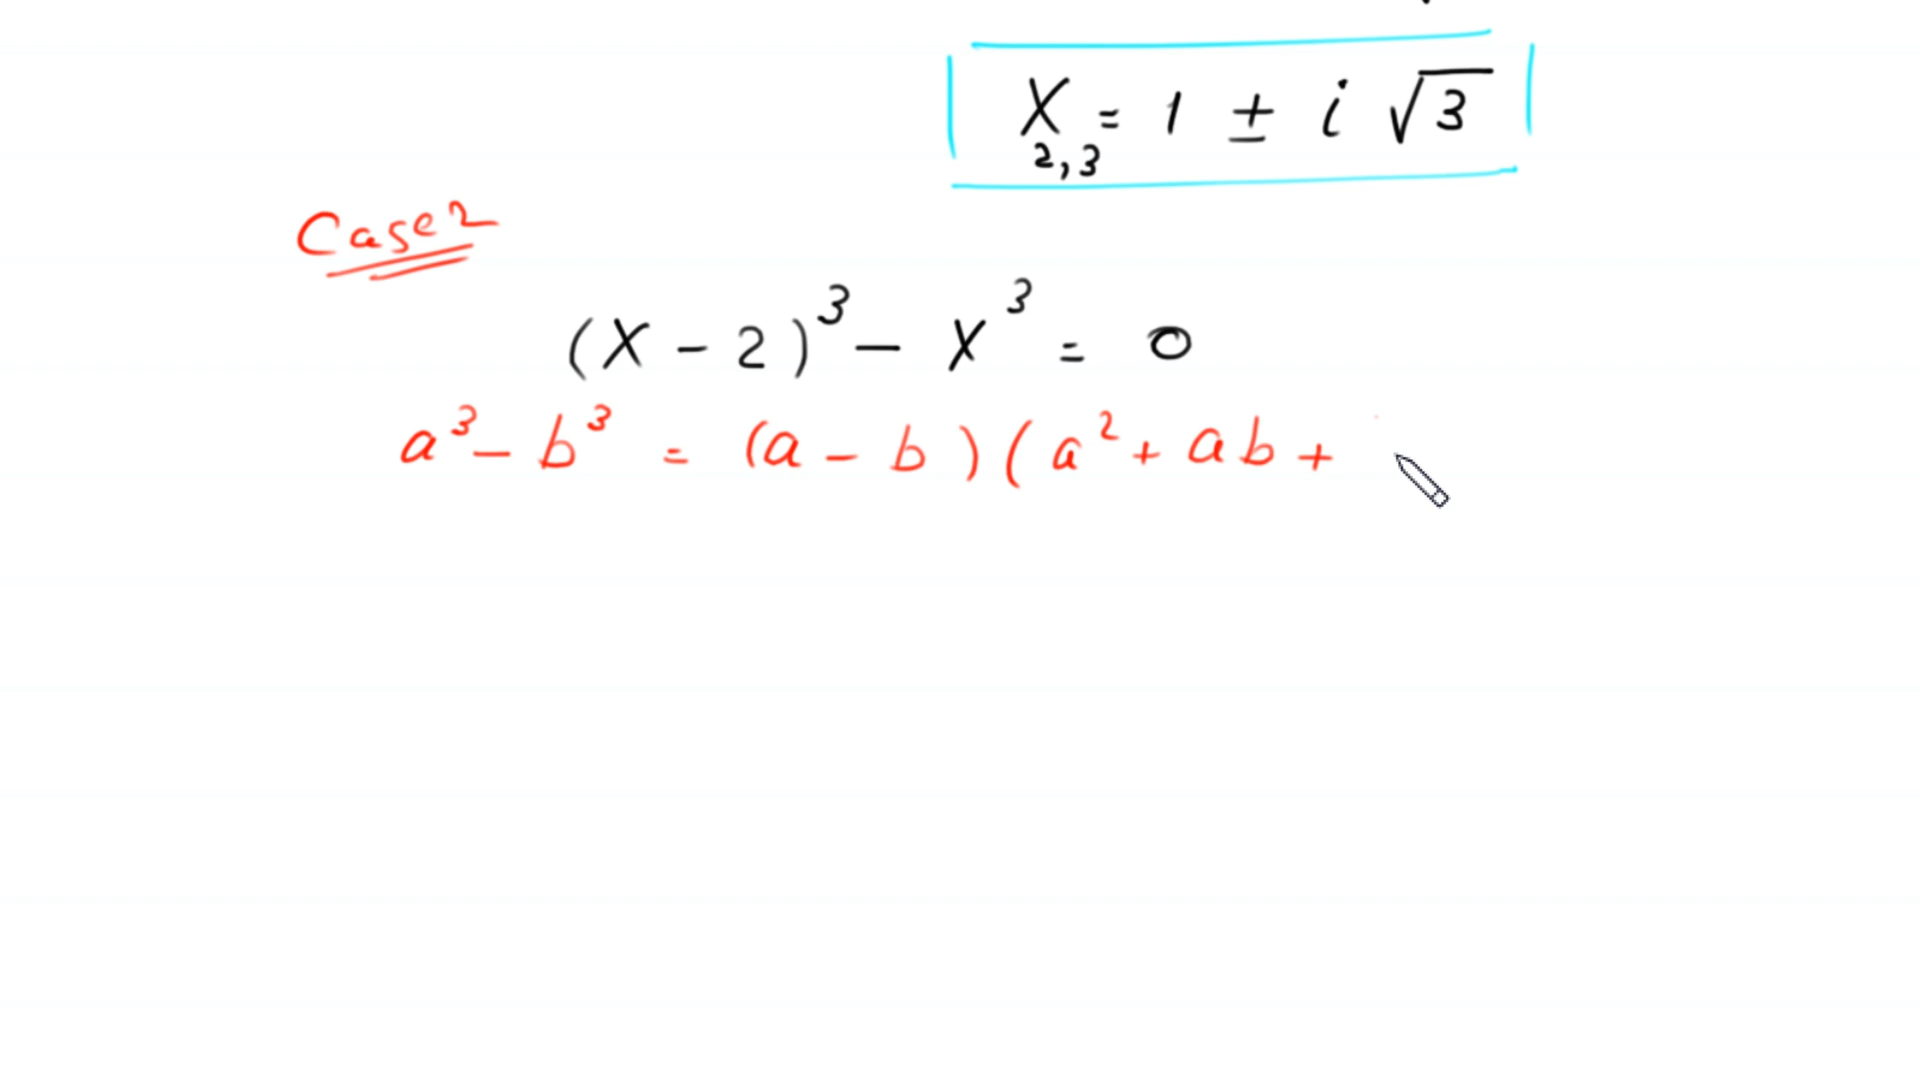 X₂,₃ = 1 ± i √3
Case 2
(X - 2)³ - X³ = 0
a³ - b³ = (a - b)(a² + ab +